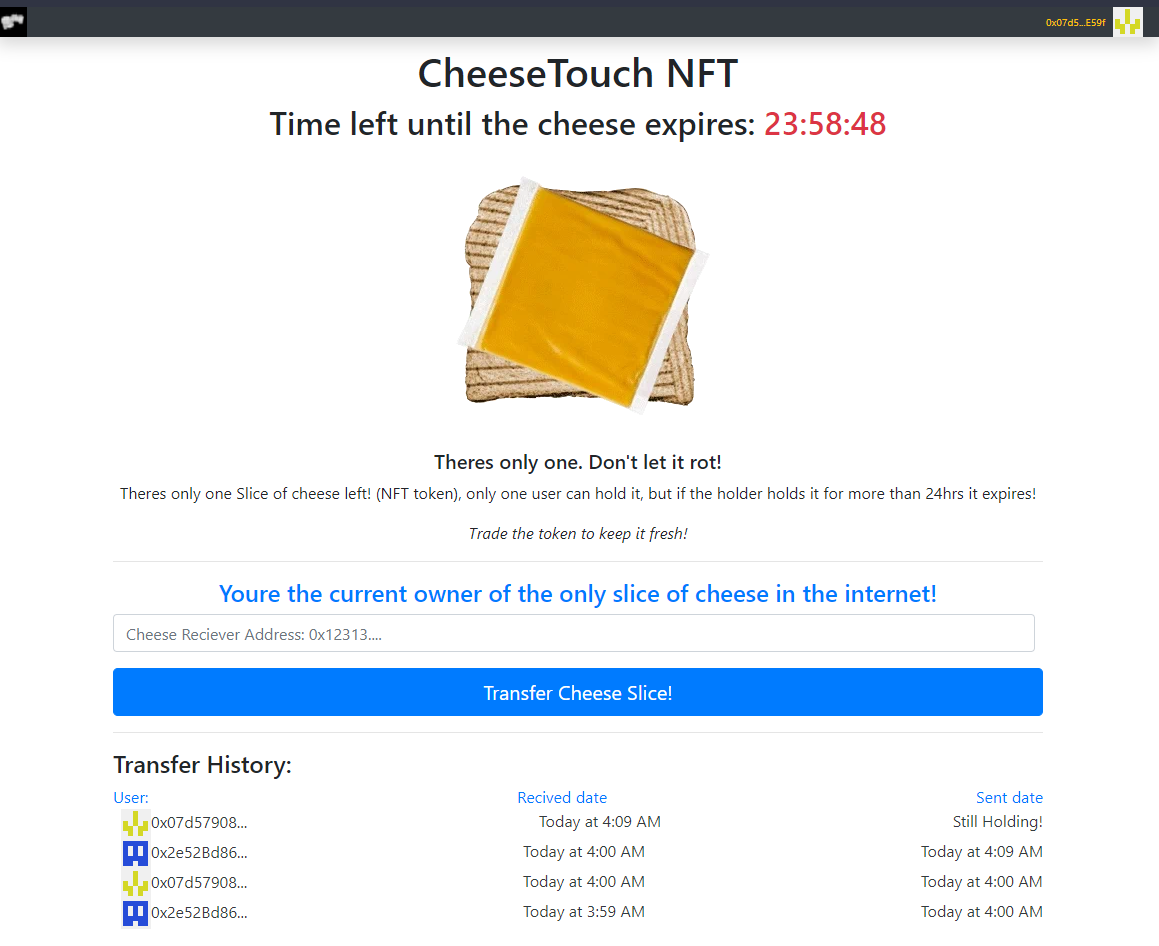 0x07d5...E59f
CheeseTouch NFT
Time left until the cheese expires: 23:58:48
Theres only one. Don't let it rot!
Theres only one Slice of cheese left! (NFT token), only one user can hold it, but if the holder holds it for more than 24hrs it expires!
Trade the token to keep it fresh!
Youre the current owner of the only slice of cheese in the internet!
Cheese Reciever Address: 0x12313....
Transfer Cheese Slice!
Transfer History:
User: Recived date Sent date
0x07d57908... Today at 4:09 AM Still Holding!
0x2e52Bd86... Today at 4:00 AM Today at 4:09 AM
0x07d57908... Today at 4:00 AM Today at 4:00 AM
0x2e52Bd86... Today at 3:59 AM Today at 4:00 AM